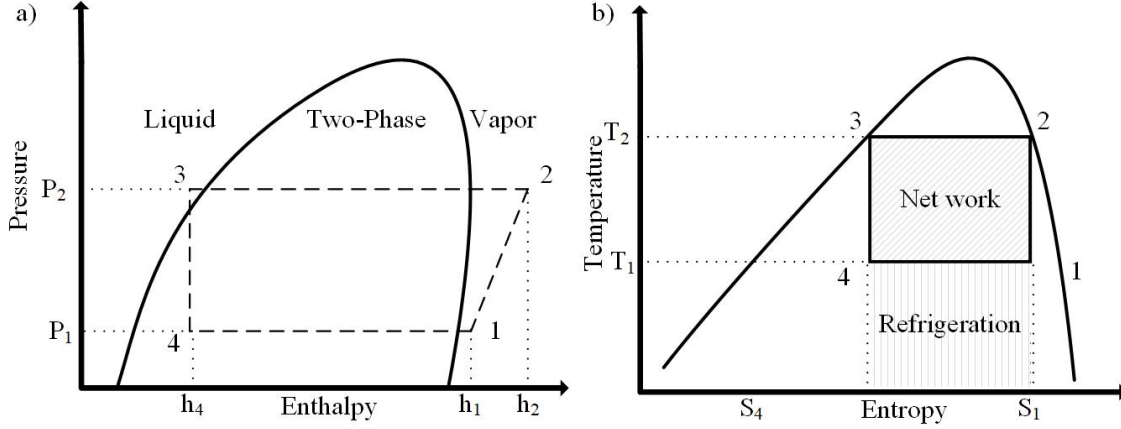 a)
Pressure
Liquid
Two-Phase
Vapor
3
2
P₂
P₁
4
1
h₄
Enthalpy
h₁
h₂
b)
Temperature
3
2
T₂
Net work
T₁
4
1
Refrigeration
S₄
Entropy
S₁